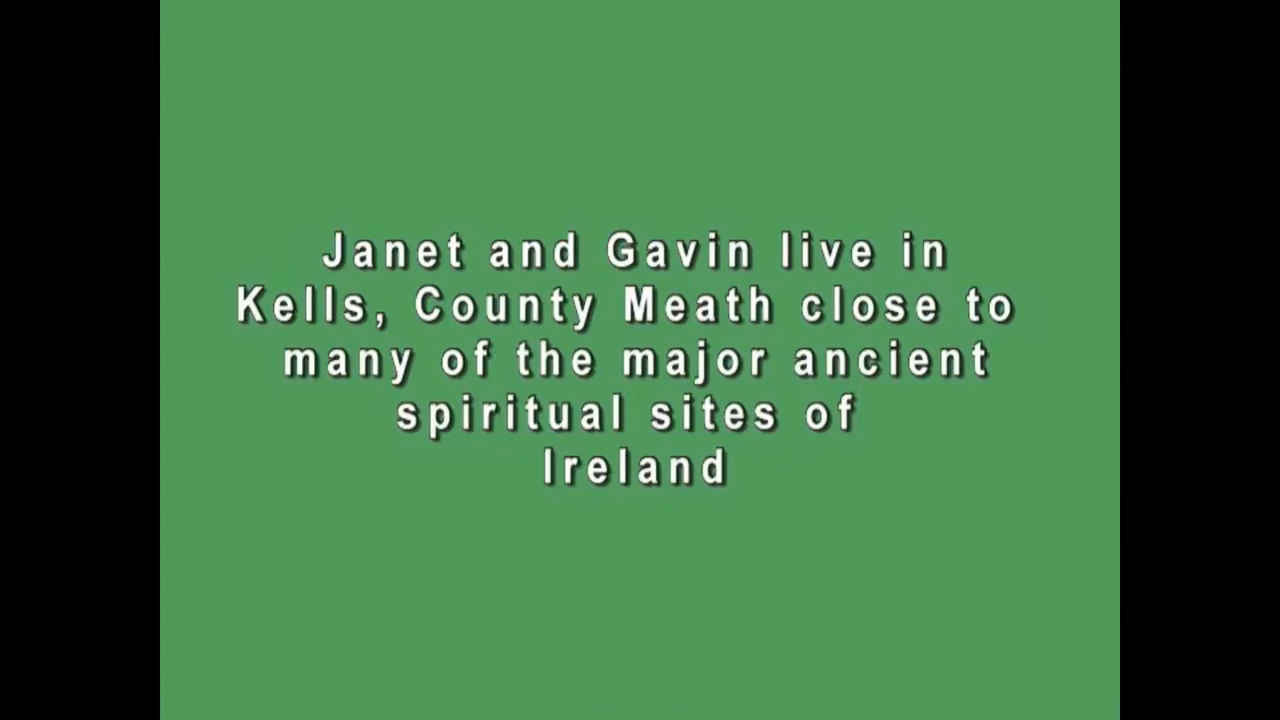 Janet and Gavin live in
Kells, County Meath close to
many of the major ancient
spiritual sites of
Ireland